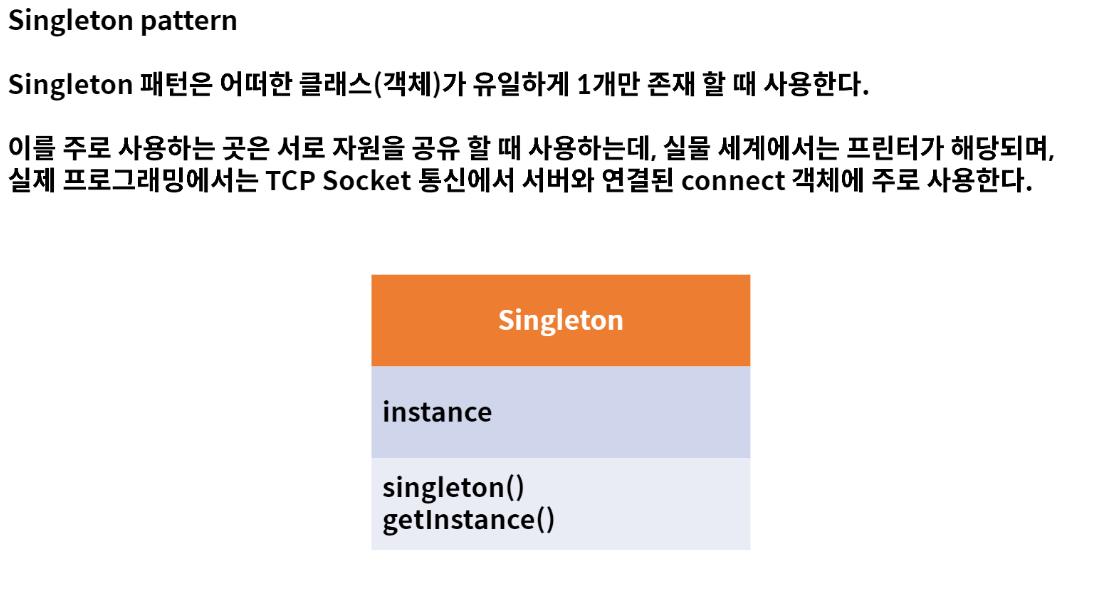 Singleton pattern
Singleton 패턴은 어떠한 클래스(객체)가 유일하게 1개만 존재 할 때 사용한다.
이를 주로 사용하는 곳은 서로 자원을 공유 할 때 사용하는데, 실물 세계에서는 프린터가 해당되며,
실제 프로그래밍에서는 TCP Socket 통신에서 서버와 연결된 connect 객체에 주로 사용한다.
Singleton
instance
singleton()
getInstance()